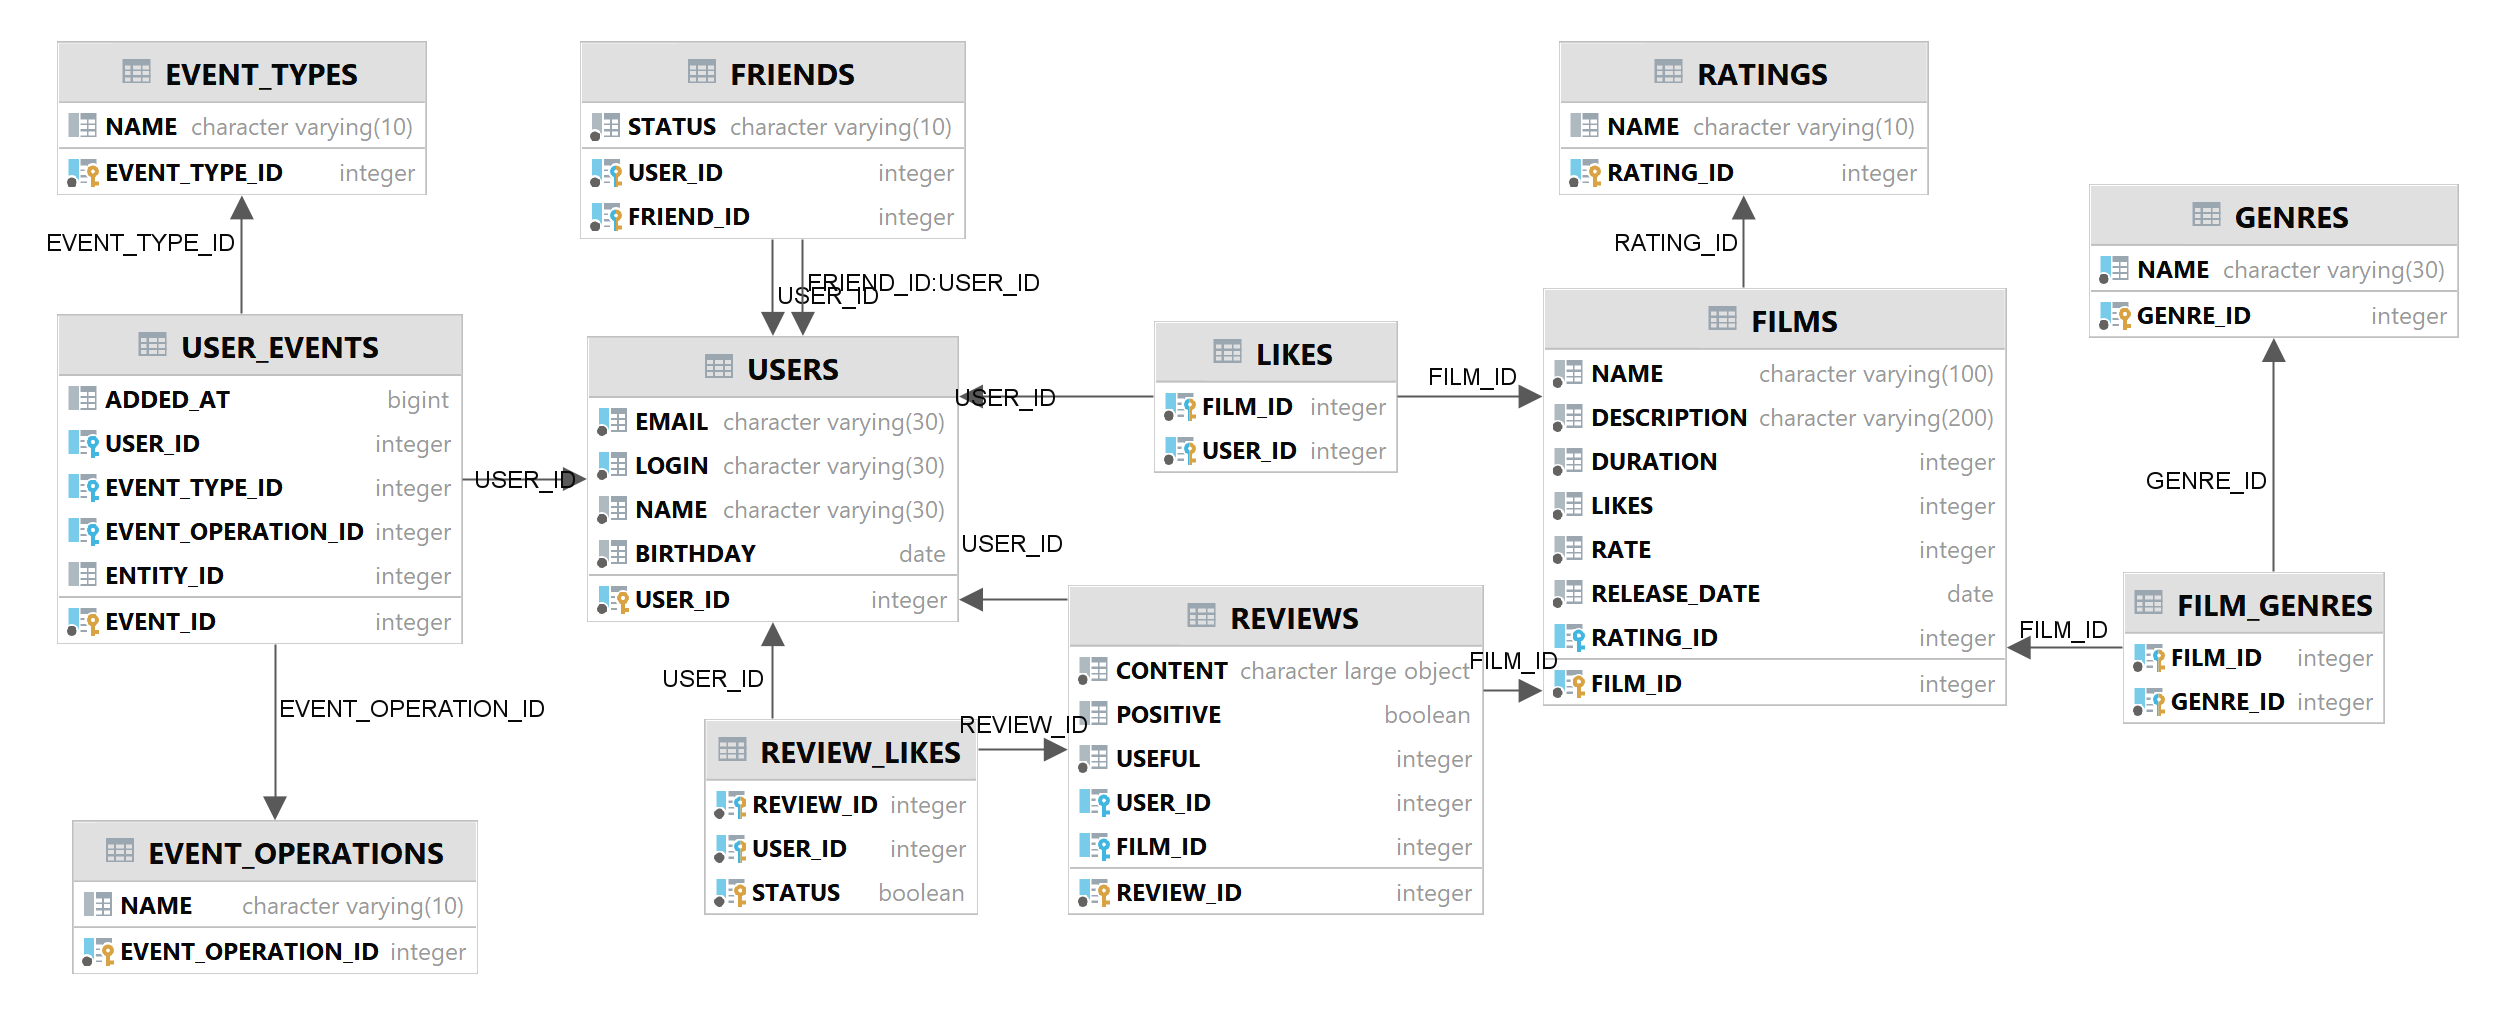 EVENT_TYPES
NAME character varying(10)
EVENT_TYPE_ID integer
FRIENDS
STATUS character varying(10)
USER_ID integer
FRIEND_ID integer
RATINGS
NAME character varying(10)
RATING_ID integer
GENRES
NAME character varying(30)
GENRE_ID integer
EVENT_TYPE_ID
FRIEND_ID:USER_ID
USER_ID
RATING_ID
USER_EVENTS
ADDED_AT bigint
USER_ID integer
EVENT_TYPE_ID integer
EVENT_OPERATION_ID integer
ENTITY_ID integer
EVENT_ID integer
USER_ID
USERS
EMAIL character varying(30)
LOGIN character varying(30)
NAME character varying(30)
BIRTHDAY date
USER_ID integer
USER_ID
LIKES
FILM_ID integer
USER_ID integer
FILM_ID
FILMS
NAME character varying(100)
DESCRIPTION character varying(200)
DURATION integer
LIKES integer
RATE integer
RELEASE_DATE date
RATING_ID integer
FILM_ID integer
GENRE_ID
USER_ID
FILM_ID
FILM_GENRES
FILM_ID integer
GENRE_ID integer
REVIEWS
CONTENT character large object
POSITIVE boolean
USEFUL integer
USER_ID integer
FILM_ID integer
REVIEW_ID integer
FILM_ID
USER_ID
REVIEW_ID
REVIEW_LIKES
REVIEW_ID integer
USER_ID integer
STATUS boolean
EVENT_OPERATION_ID
EVENT_OPERATIONS
NAME character varying(10)
EVENT_OPERATION_ID integer